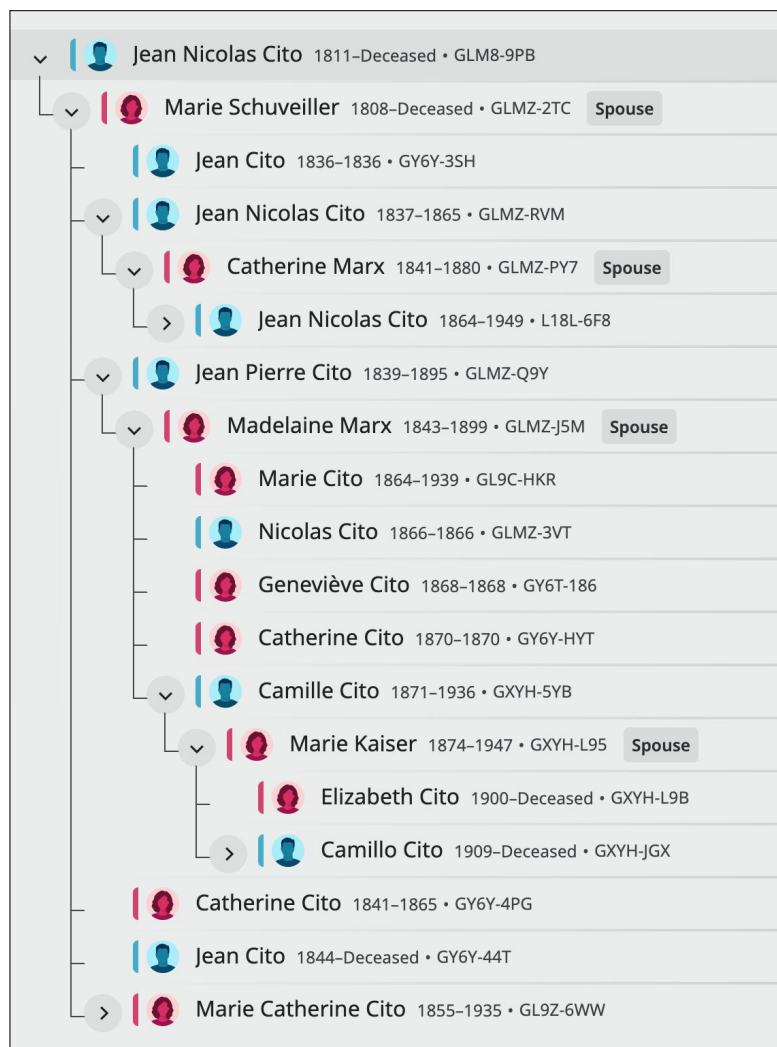 Jean Nicolas Cito 1811–Deceased • GLM8-9PB
Marie Schuveiller 1808–Deceased • GLMZ-2TC Spouse
Jean Cito 1836–1836 • GY6Y-3SH
Jean Nicolas Cito 1837–1865 • GLMZ-RVM
Catherine Marx 1841–1880 • GLMZ-PY7 Spouse
Jean Nicolas Cito 1864–1949 • L18L-6F8
Jean Pierre Cito 1839–1895 • GLMZ-Q9Y
Madelaine Marx 1843–1899 • GLMZ-J5M Spouse
Marie Cito 1864–1939 • GL9C-HKR
Nicolas Cito 1866–1866 • GLMZ-3VT
Geneviève Cito 1868–1868 • GY6T-186
Catherine Cito 1870–1870 • GY6Y-HYT
Camille Cito 1871–1936 • GXYH-5YB
Marie Kaiser 1874–1947 • GXYH-L95 Spouse
Elizabeth Cito 1900–Deceased • GXYH-L9B
Camillo Cito 1909–Deceased • GXYH-JGX
Catherine Cito 1841–1865 • GY6Y-4PG
Jean Cito 1844–Deceased • GY6Y-44T
Marie Catherine Cito 1855–1935 • GL9Z-6WW